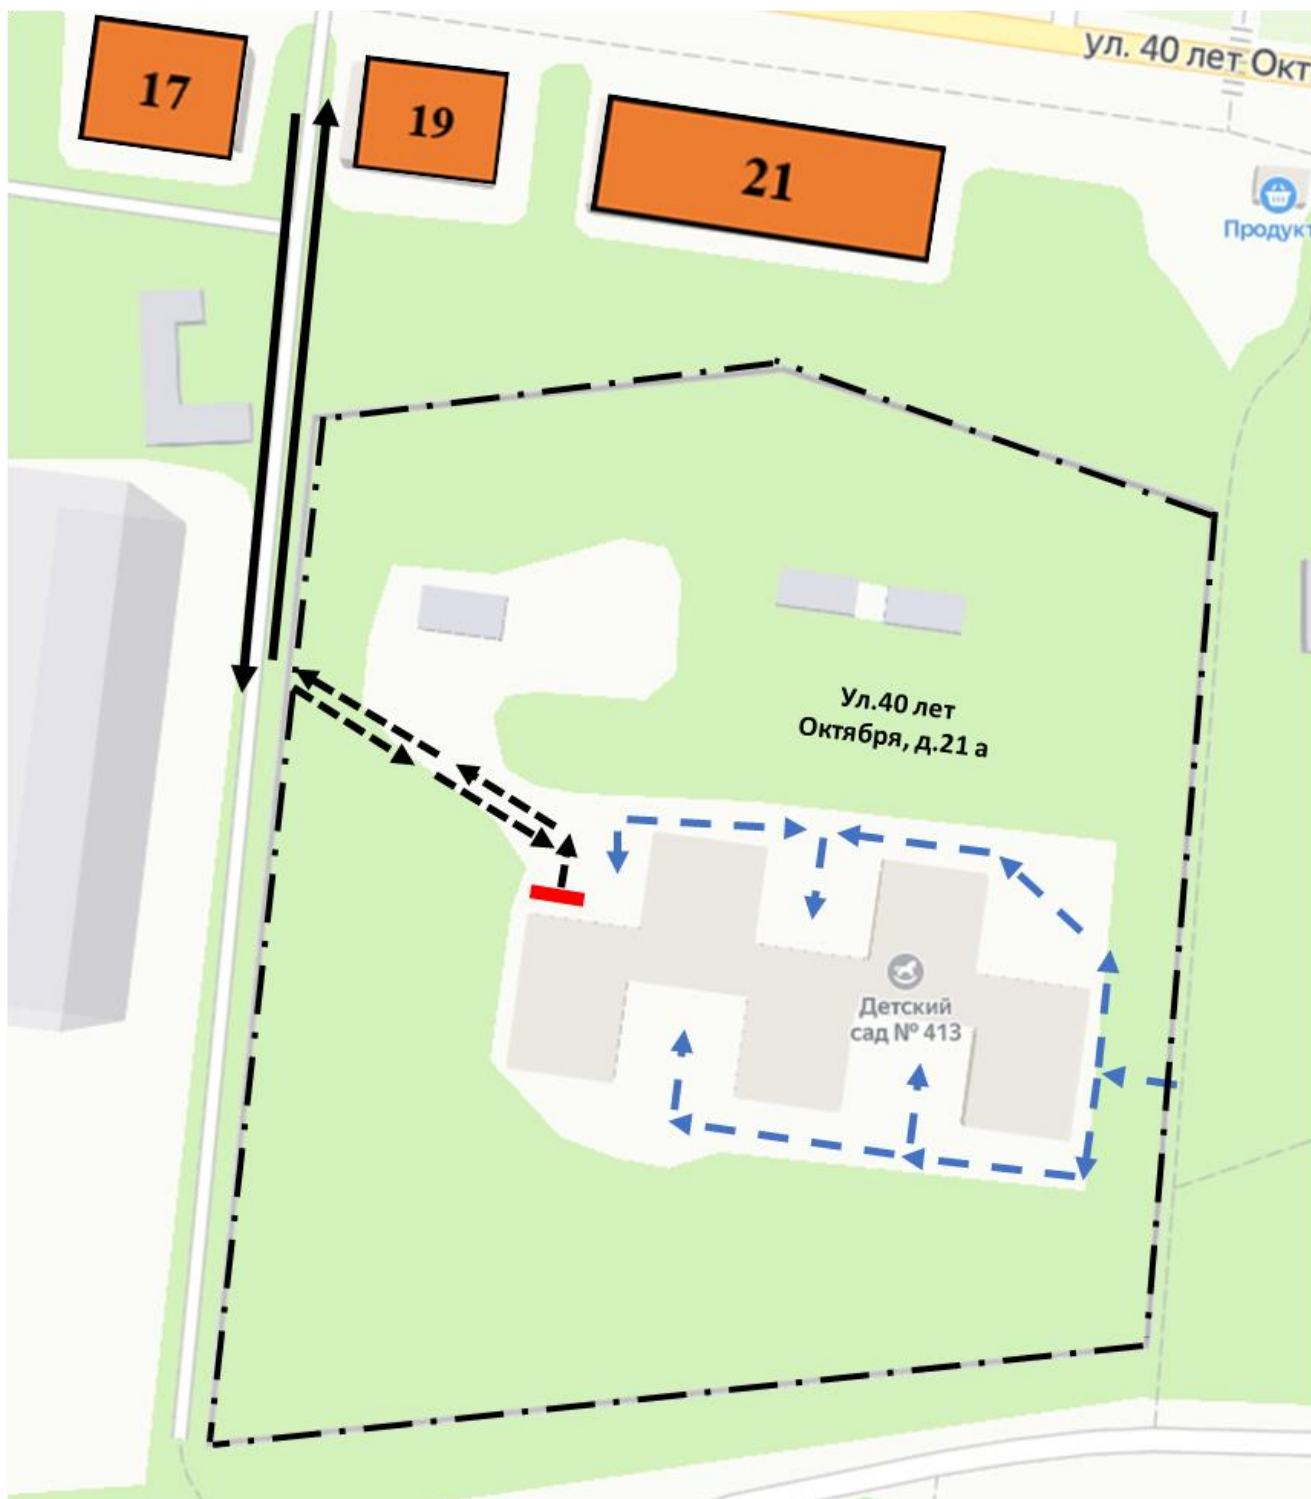 ул. 40 лет Окт
17
19
21
Продукт
Ул.40 лет
Октября, д.21 а
Детский
сад № 413